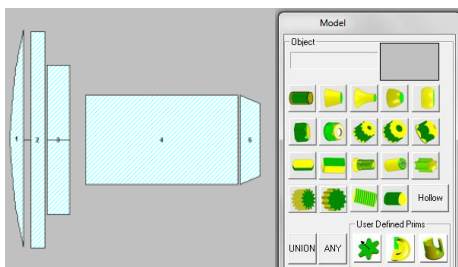 Model
Object
1 2 3 4 5
Hollow
User Defined Prims
UNION ANY